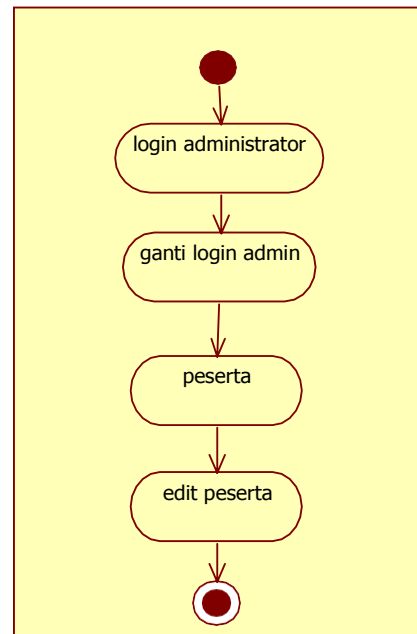 login administrator
ganti login admin
peserta
edit peserta